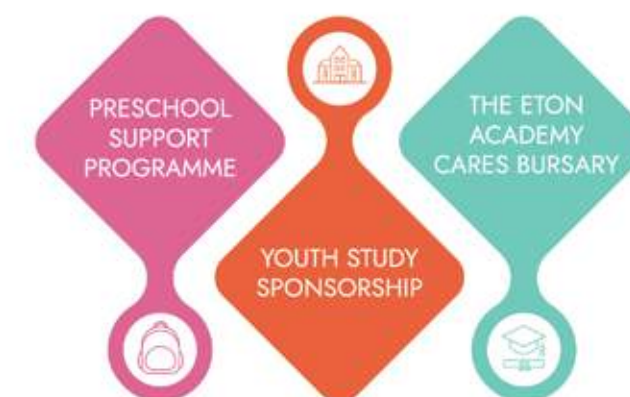 PRESCHOOL
SUPPORT
PROGRAMME
YOUTH STUDY
SPONSORSHIP
THE ETON
ACADEMY
CARES BURSARY